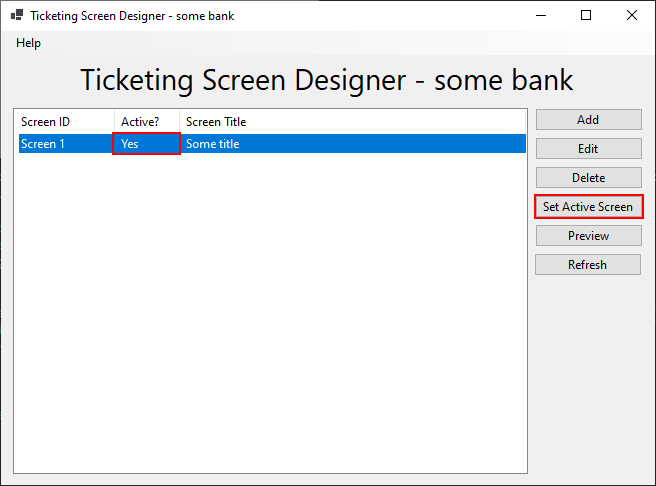 Ticketing Screen Designer - some bank
Help
Ticketing Screen Designer - some bank
Screen ID Active? Screen Title
Screen 1 Yes Some title
Add
Edit
Delete
Set Active Screen
Preview
Refresh